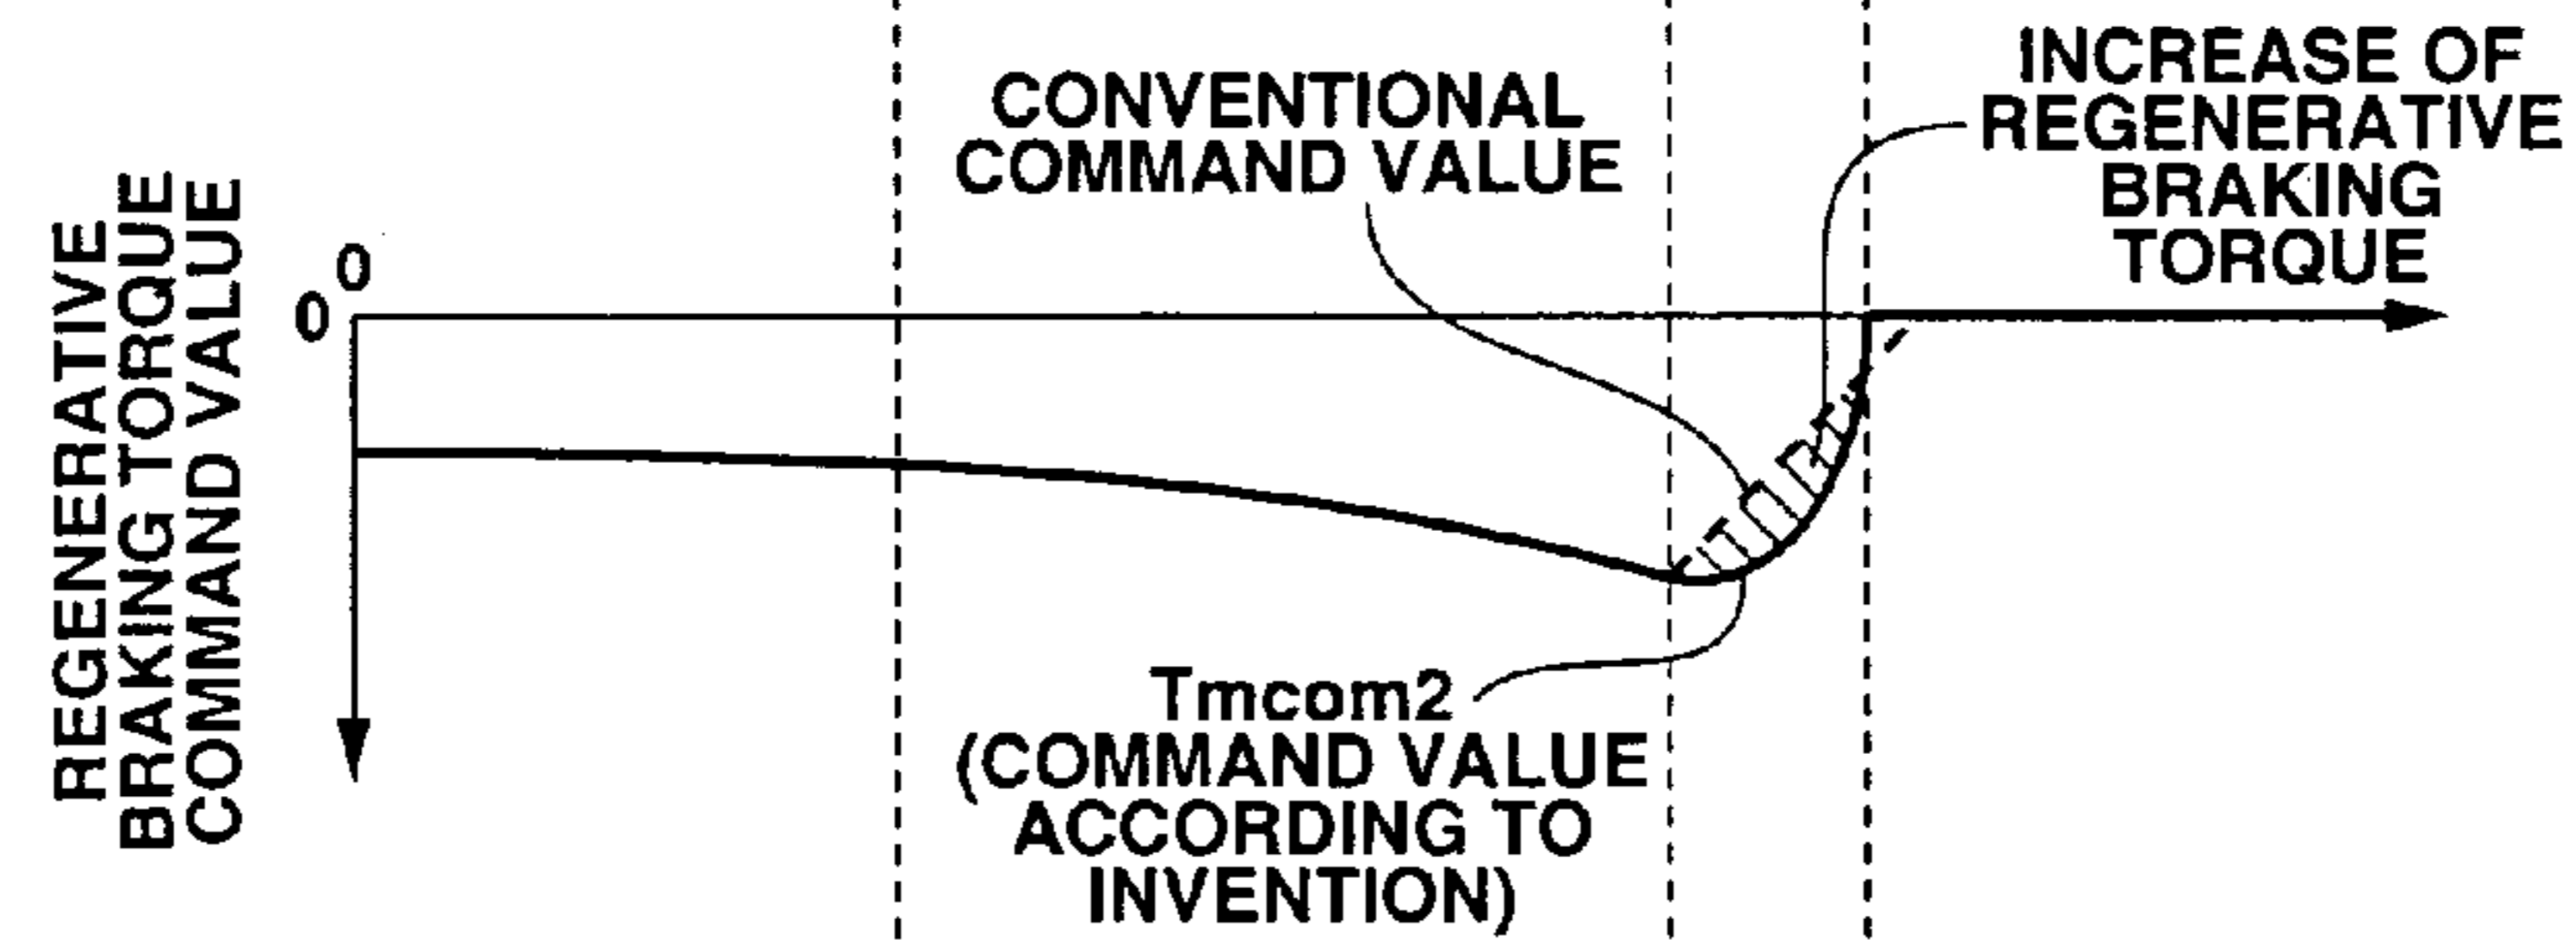 REGENERATIVE
BRAKING TORQUE
COMMAND VALUE
0
0
CONVENTIONAL
COMMAND VALUE
INCREASE OF
REGENERATIVE
BRAKING
TORQUE
Tmcom2
(COMMAND VALUE
ACCORDING TO
INVENTION)